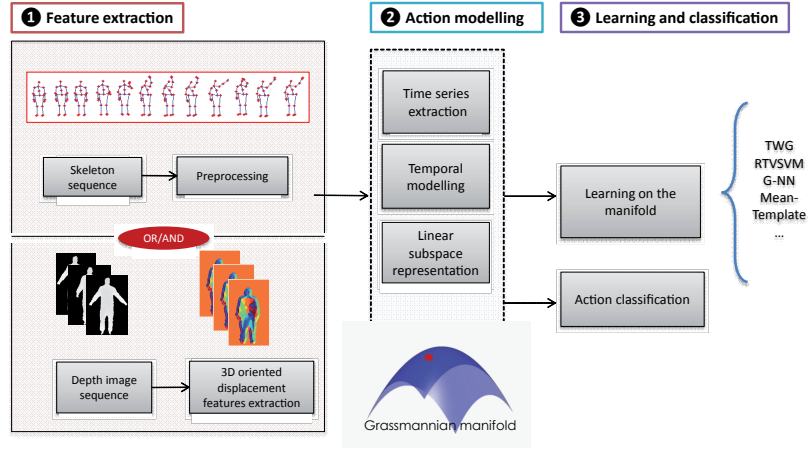 ❶ Feature extraction
❷ Action modelling
❸ Learning and classification
Skeleton
sequence
Preprocessing
OR/AND
Depth image
sequence
3D oriented
displacement
features extraction
Time series
extraction
Temporal
modelling
Linear
subspace
representation
Grassmannian manifold
Learning on the
manifold
Action classification
TWG
RTVSVM
G-NN
Mean-
Template
...